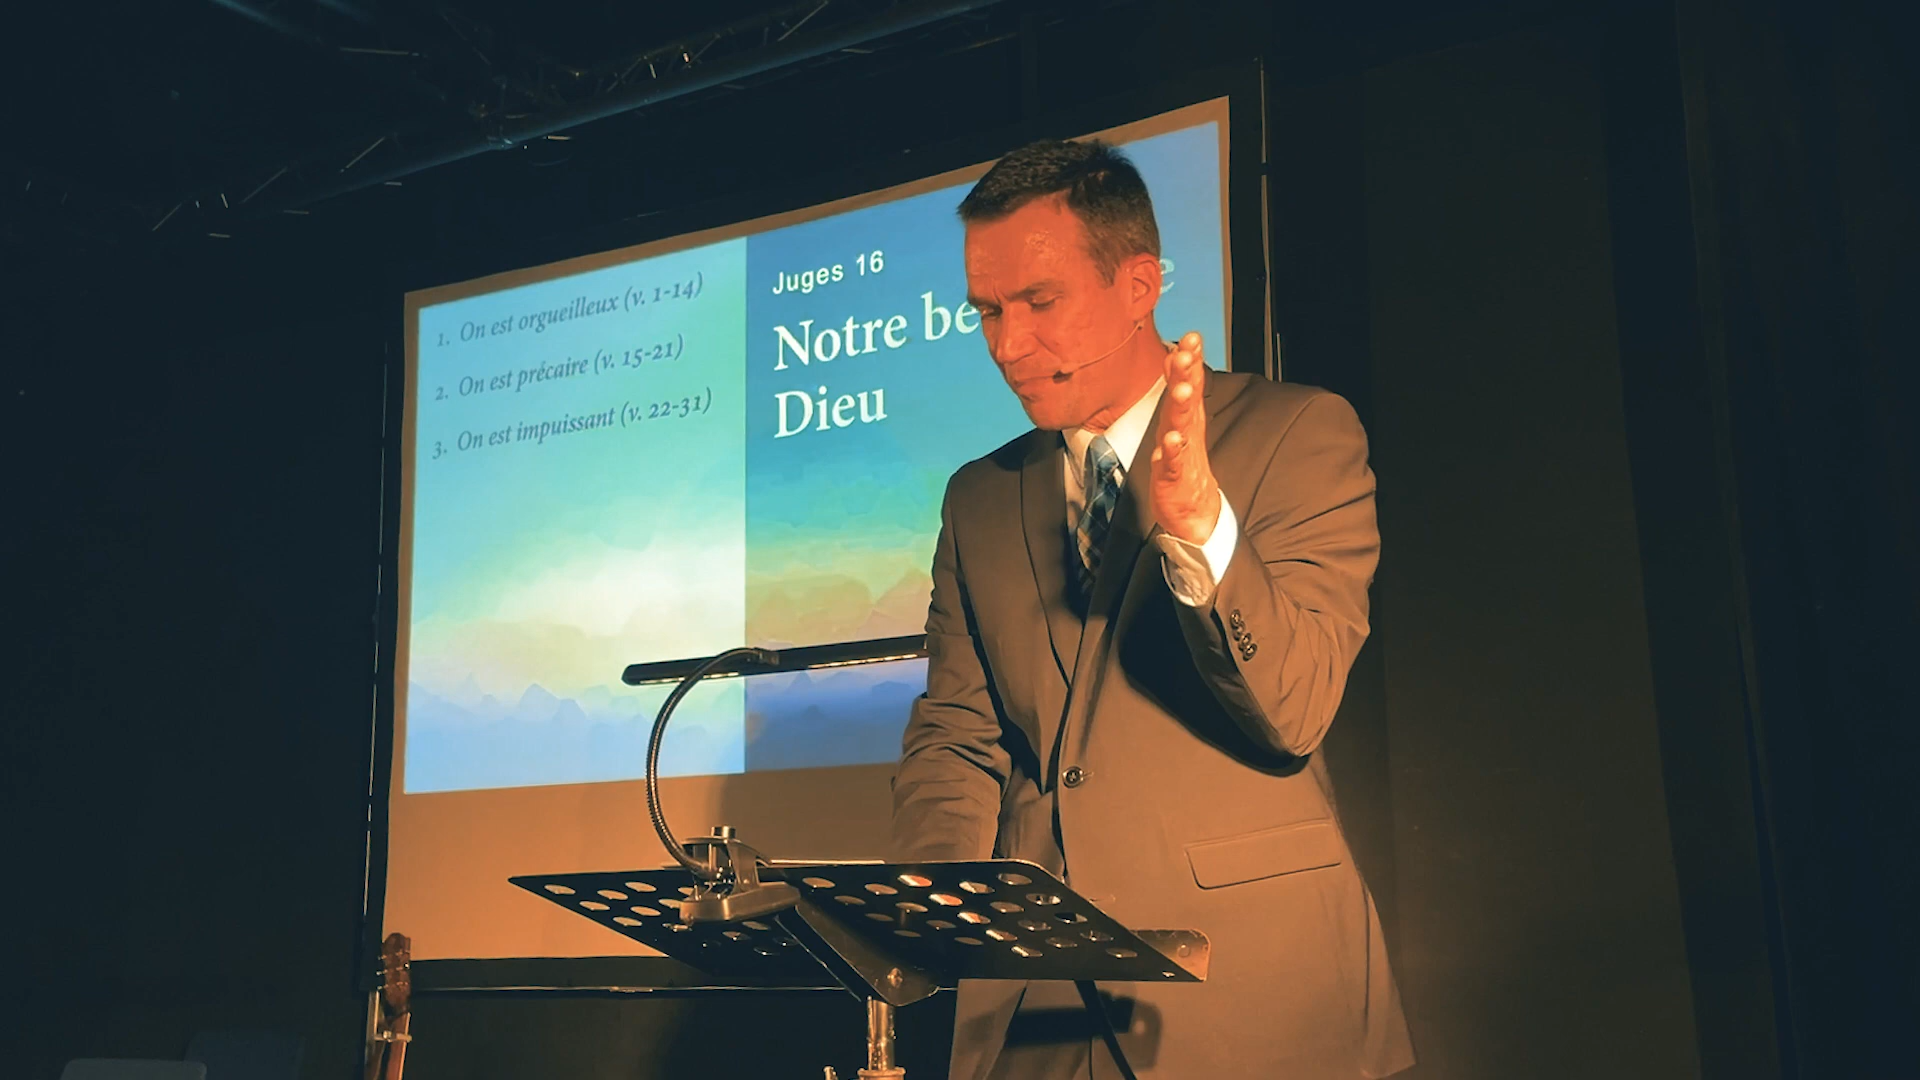 1. On est orgueilleux (v. 1-14)
2. On est précaire (v. 15-21)
3. On est impuissant (v. 22-31)
Juges 16
Notre
Dieu